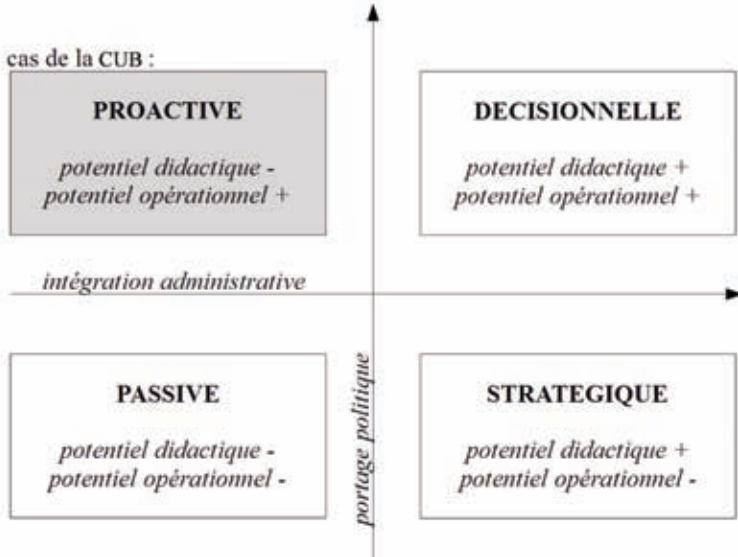 cas de la CUB :
PROACTIVE
potentiel didactique -
potentiel opérationnel +
DECISIONNELLE
potentiel didactique +
potentiel opérationnel +
intégration administrative
portage politique
PASSIVE
potentiel didactique -
potentiel opérationnel -
STRATEGIQUE
potentiel didactique +
potentiel opérationnel -